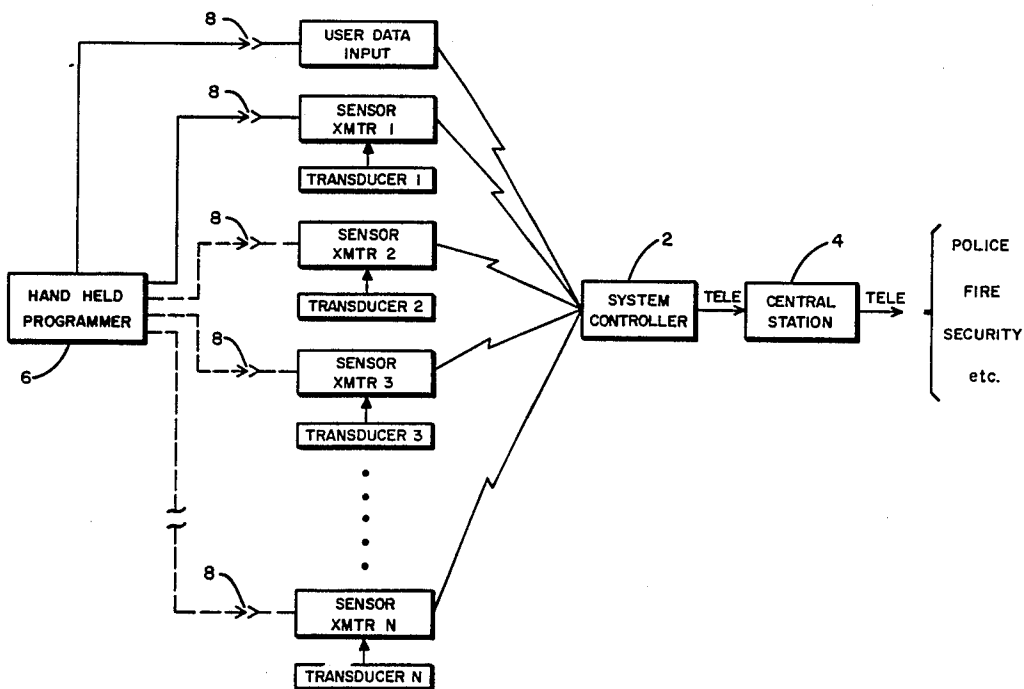 8
USER DATA
INPUT
8
SENSOR
XMTR 1
TRANSDUCER 1
8
SENSOR
XMTR 2
TRANSDUCER 2
HAND HELD
PROGRAMMER
6
8
SENSOR
XMTR 3
TRANSDUCER 3
8
SENSOR
XMTR N
TRANSDUCER N
2
SYSTEM
CONTROLLER
TELE
4
CENTRAL
STATION
TELE
POLICE
FIRE
SECURITY
etc.